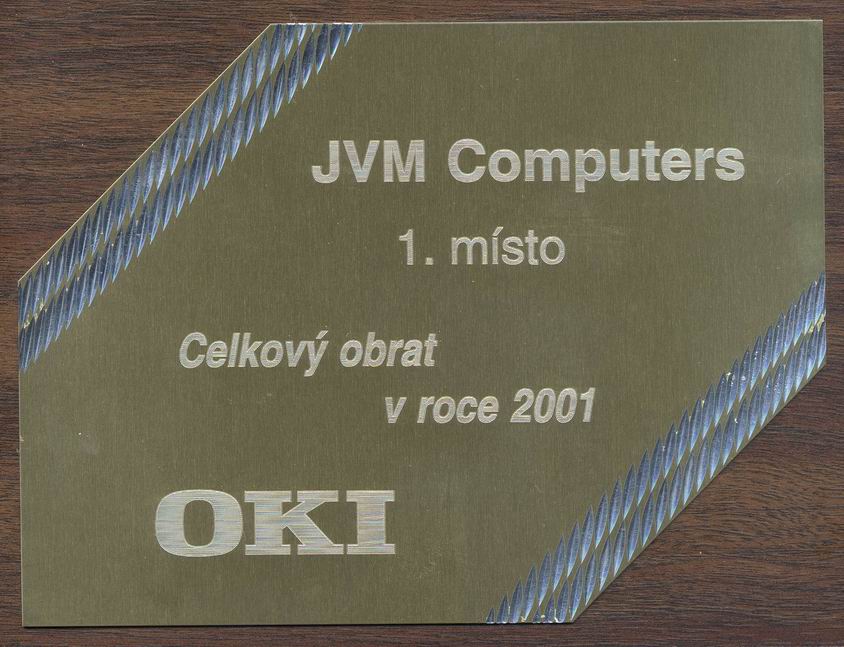 JVM Computers
1. místo
Celkový obrat
v roce 2001
OKI